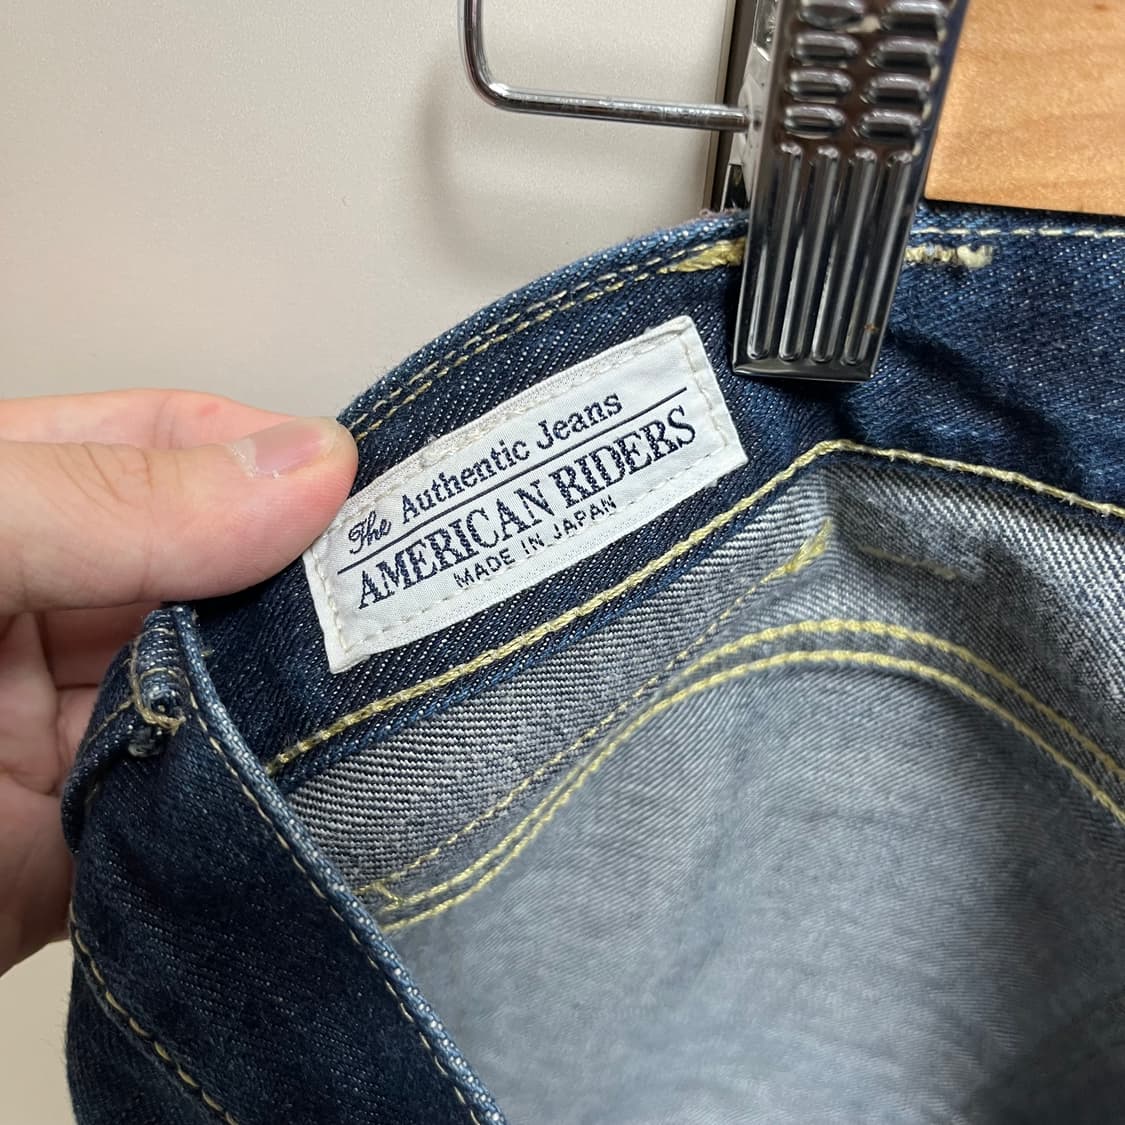 The Authentic Jeans
AMERICAN RIDERS
MADE IN JAPAN